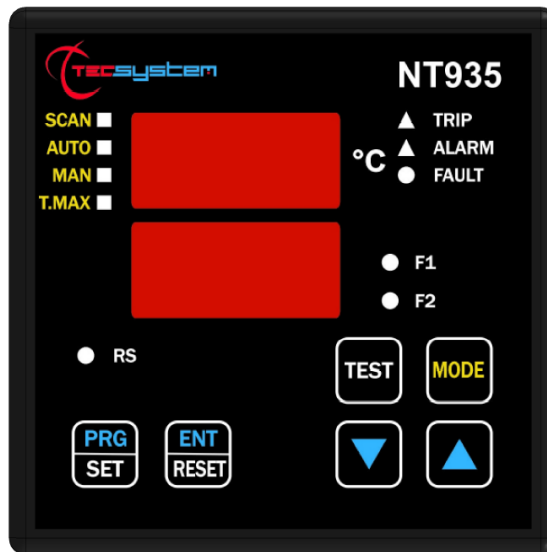 TECSYSTEM
NT935
SCAN
AUTO
MAN
T.MAX
°C
TRIP
ALARM
FAULT
F1
F2
RS
TEST
MODE
PRG
SET
ENT
RESET